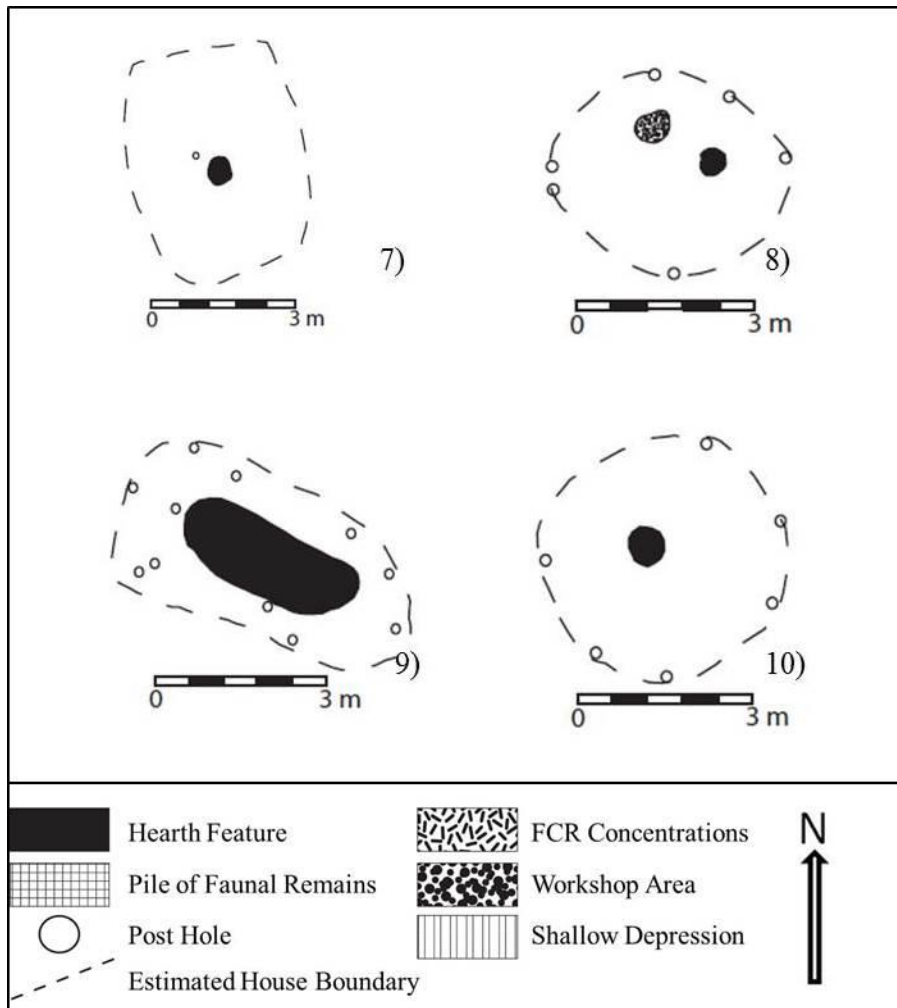 7)
0 3 m
8)
0 3 m
9)
0 3 m
10)
0 3 m
Hearth Feature
Pile of Faunal Remains
Post Hole
Estimated House Boundary
FCR Concentrations
Workshop Area
Shallow Depression
N